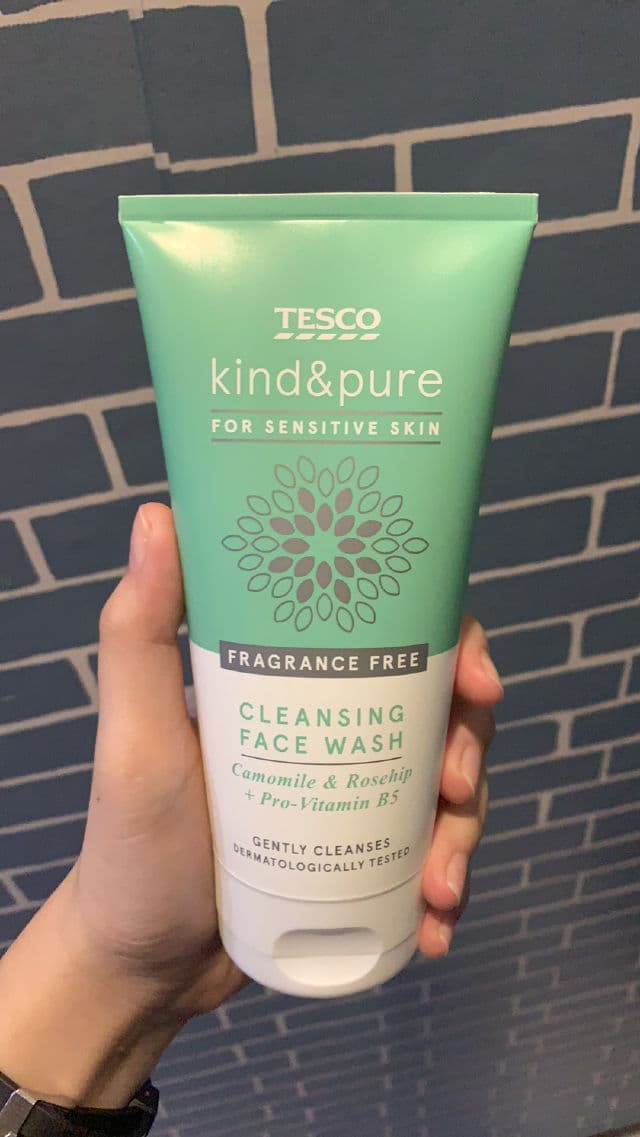 TESCO
kind&pure
FOR SENSITIVE SKIN
FRAGRANCE FREE
CLEANSING
FACE WASH
Camomile & Rosehip
+ Pro-Vitamin B5
GENTLY CLEANSES
DERMATOLOGICALLY TESTED